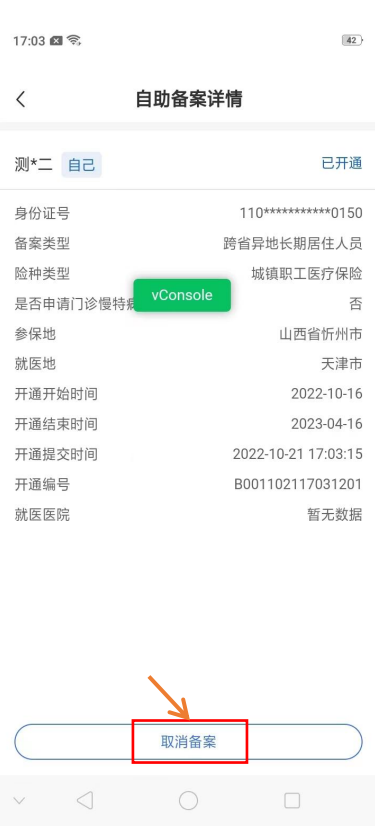 17:03 42
自助备案详情
测*二 自己 已开通
身份证号 110***********0150
备案类型 跨省异地长期居住人员
险种类型 城镇职工医疗保险
vConsole
是否申请门诊慢特病 否
参保地 山西省忻州市
就医地 天津市
开通开始时间 2022-10-16
开通结束时间 2023-04-16
开通提交时间 2022-10-21 17:03:15
开通编号 B001102117031201
就医医院 暂无数据
取消备案